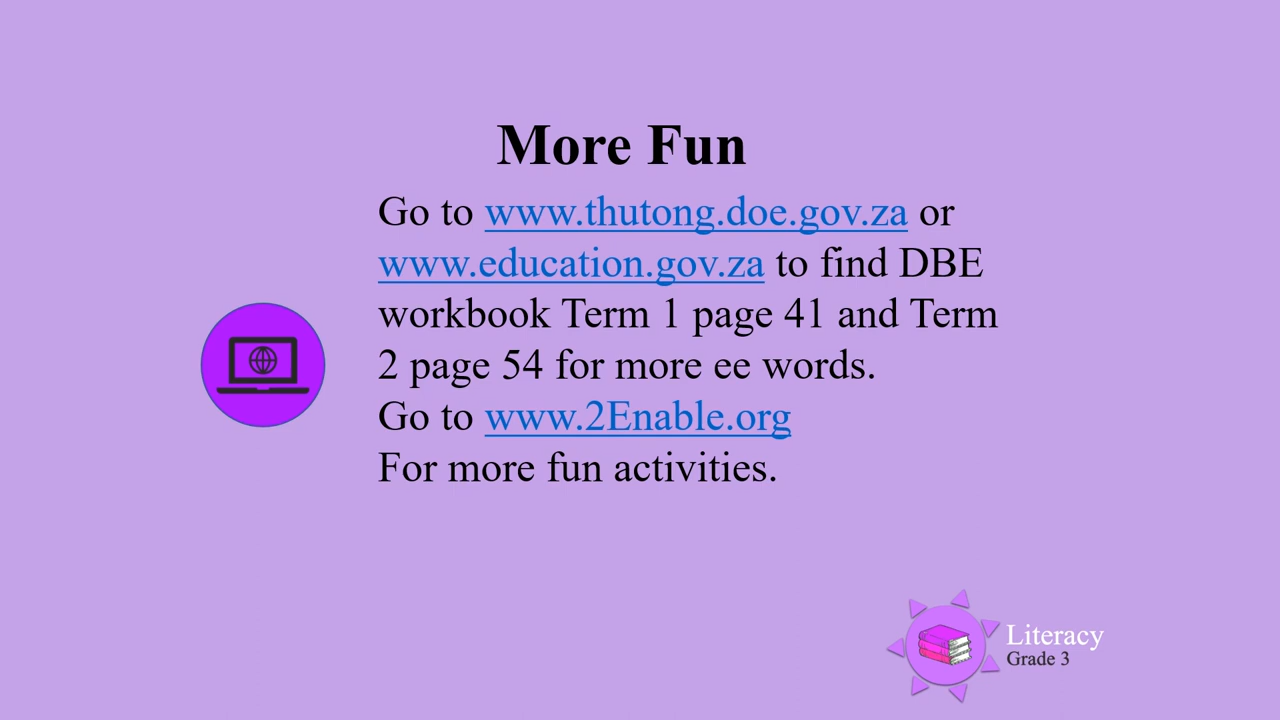 More Fun
Go to www.thutong.doe.gov.za or
www.education.gov.za to find DBE
workbook Term 1 page 41 and Term
2 page 54 for more ee words.
Go to www.2Enable.org
For more fun activities.
Literacy
Grade 3